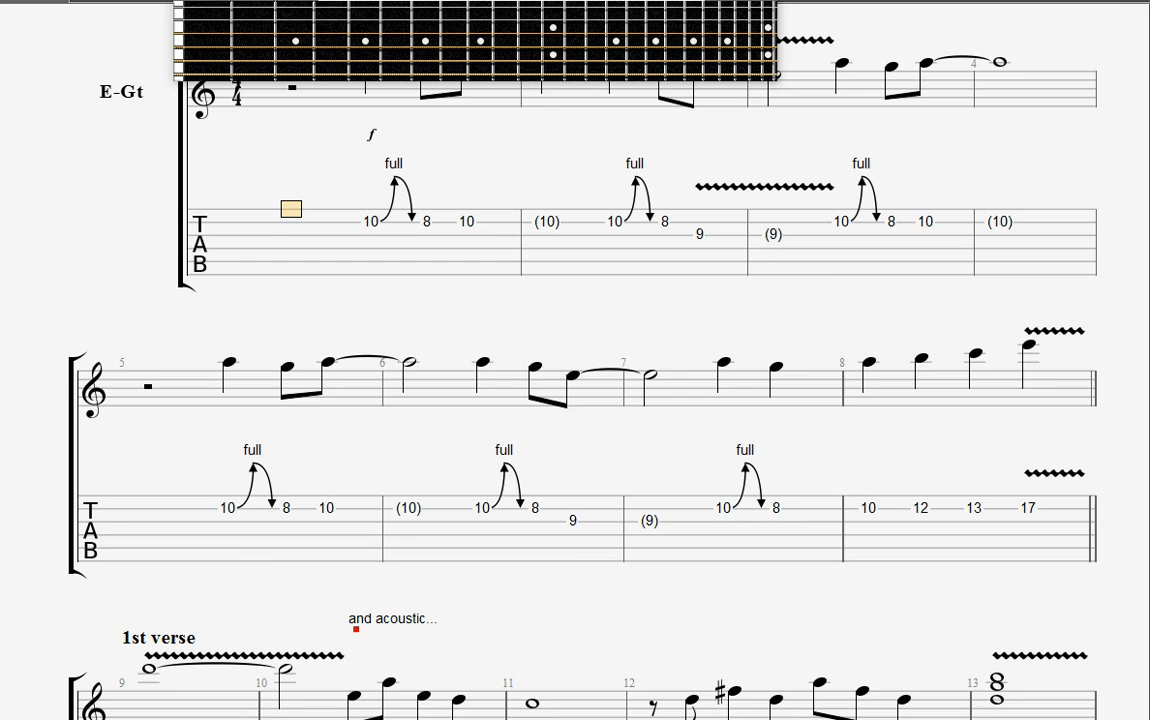 E-Gt
4
4
f
full full full
T A B 10 8 10 (10) 10 8 9 (9) 10 8 10 (10)
5 6 7 8
full full full
T A B 10 8 10 (10) 10 8 9 (9) 10 8 10 12 13 17
and acoustic...
1st verse
9 10 11 12 13